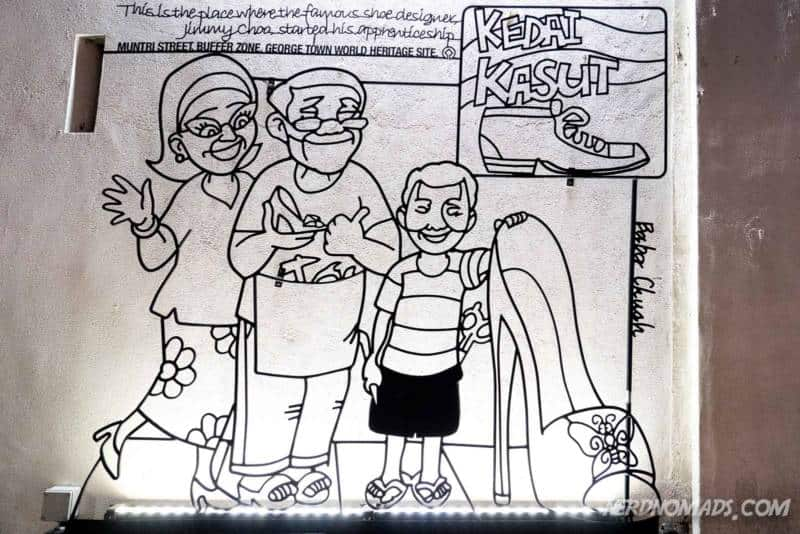 This is the place where the famous shoe designer,
Jimmy Choo, started his apprenticeship
MUNTRI STREET, BUFFER ZONE, GEORGE TOWN WORLD HERITAGE SITE.
KEDAI
KASUT
Baba Chuah
NERDNOMADS.COM